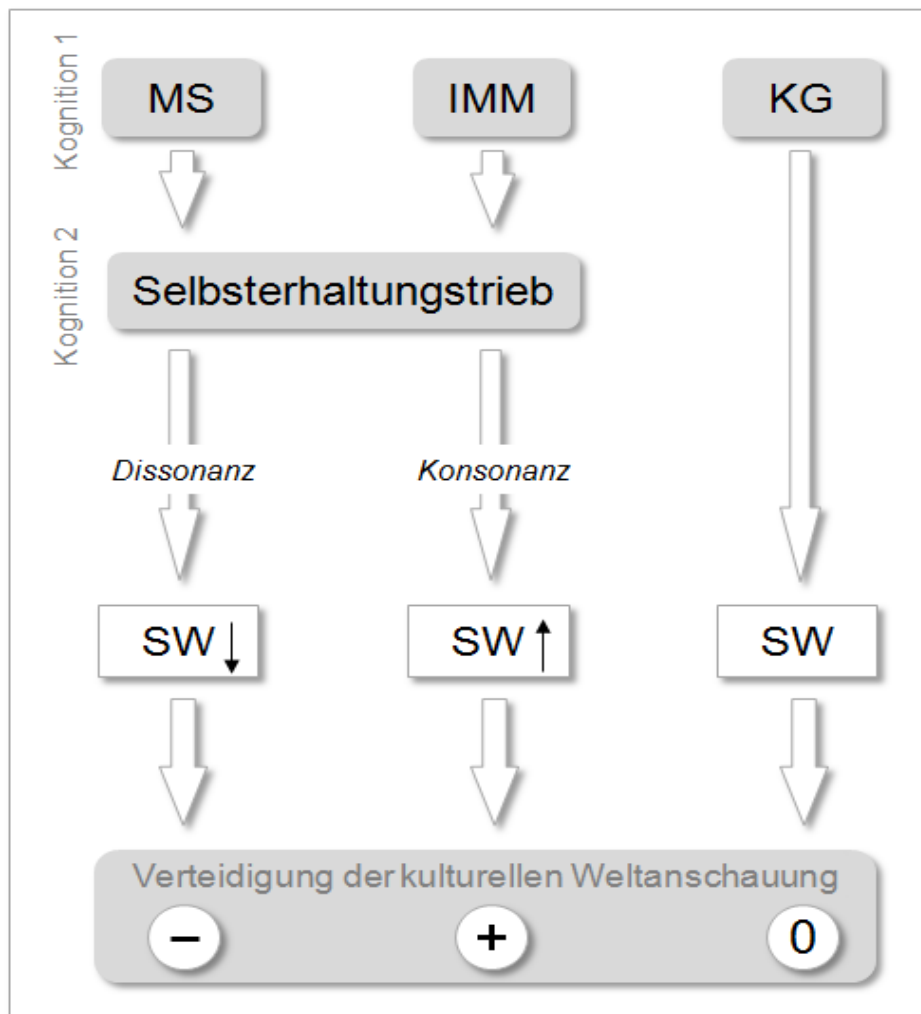 Kognition 1
MS
IMM
KG
Kognition 2
Selbsterhaltungstrieb
Dissonanz
Konsonanz
SW ↓
SW ↑
SW
Verteidigung der kulturellen Weltanschauung
–
+
0